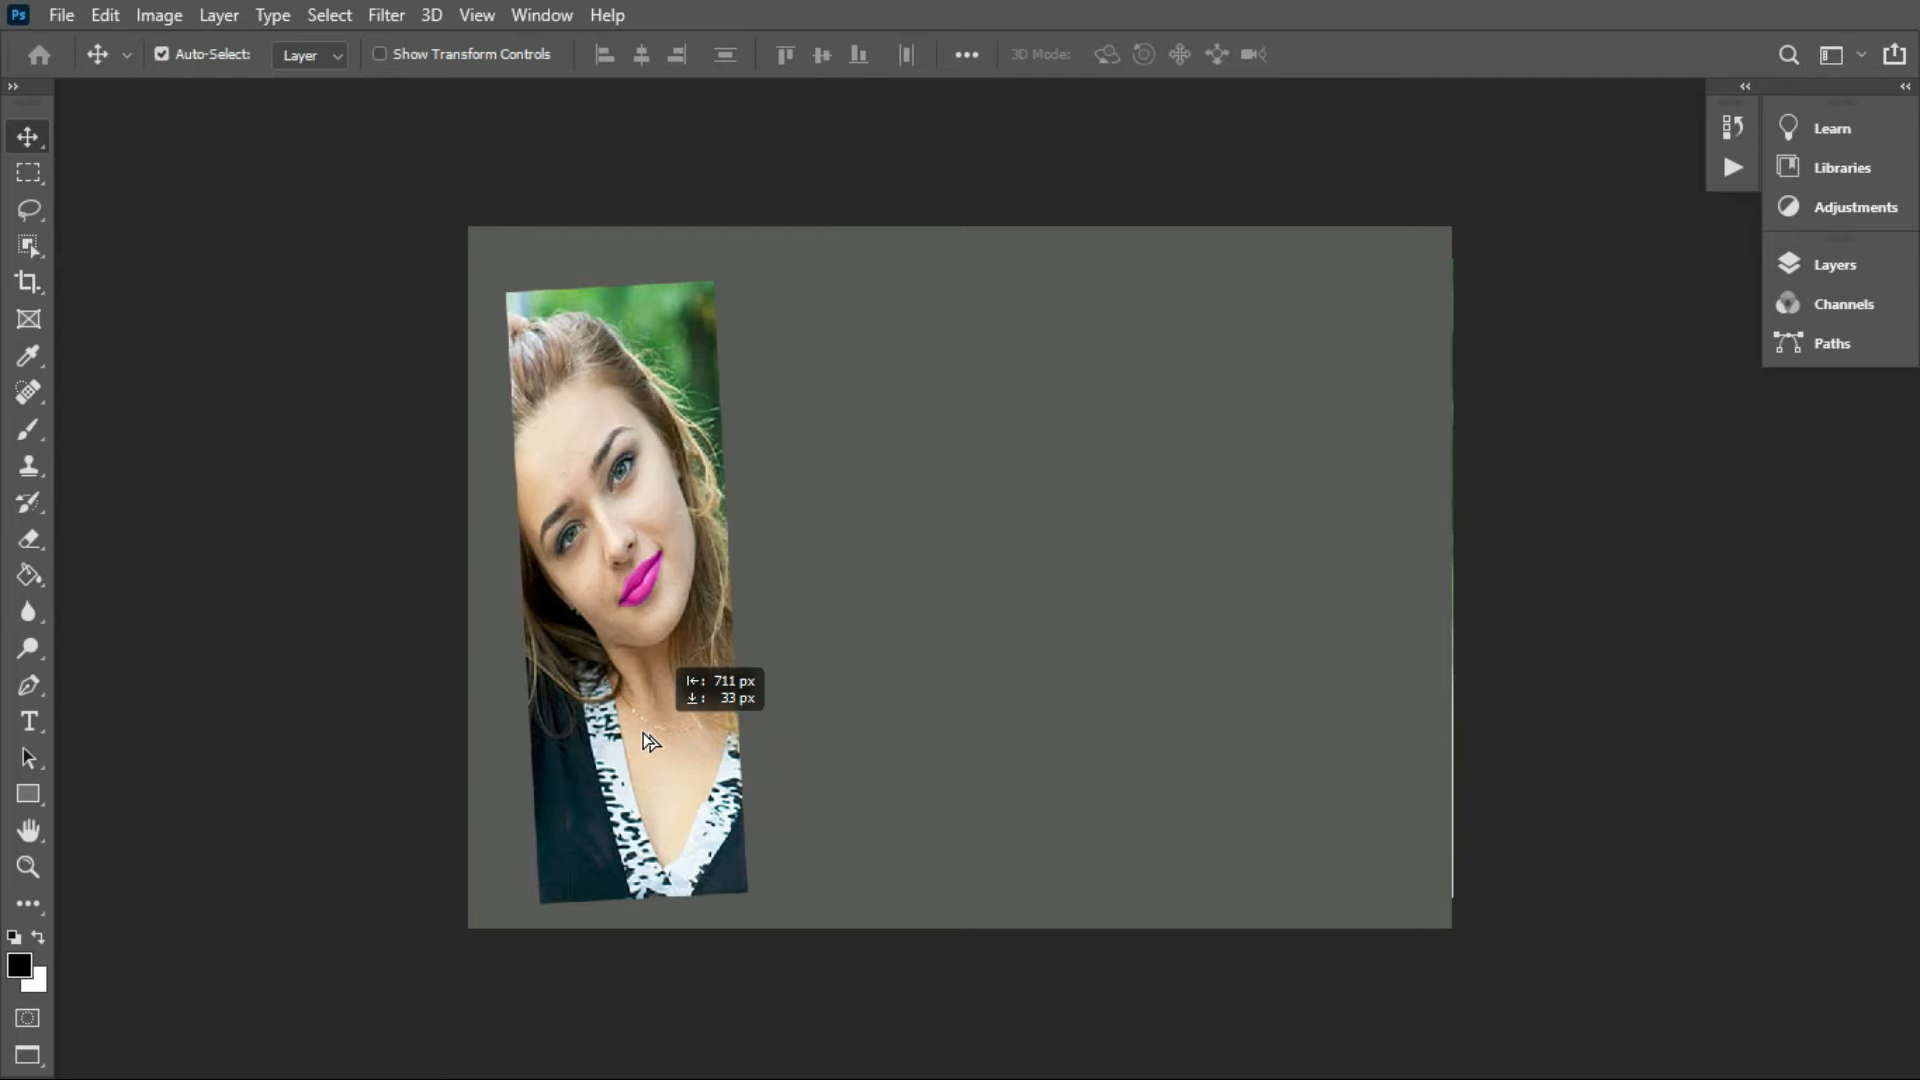 Ps File Edit Image Layer Type Select Filter 3D View Window Help
Auto-Select: Layer Show Transform Controls 3D Mode:
Learn
Libraries
Adjustments
Layers
Channels
Paths
711 px
33 px
T